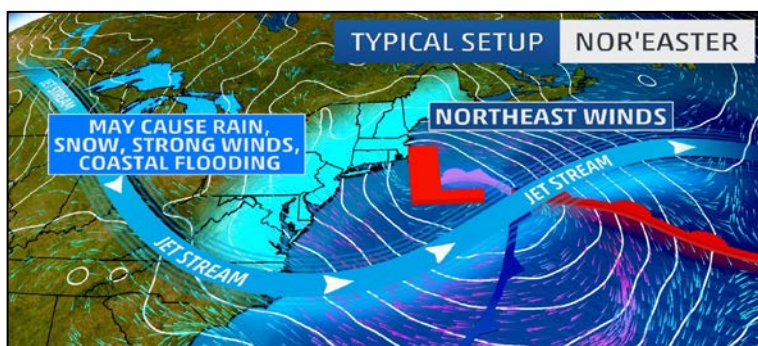 TYPICAL SETUP NOR'EASTER
JET STREAM
MAY CAUSE RAIN,
SNOW, STRONG WINDS,
COASTAL FLOODING
NORTHEAST WINDS
L
JET STREAM
JET STREAM